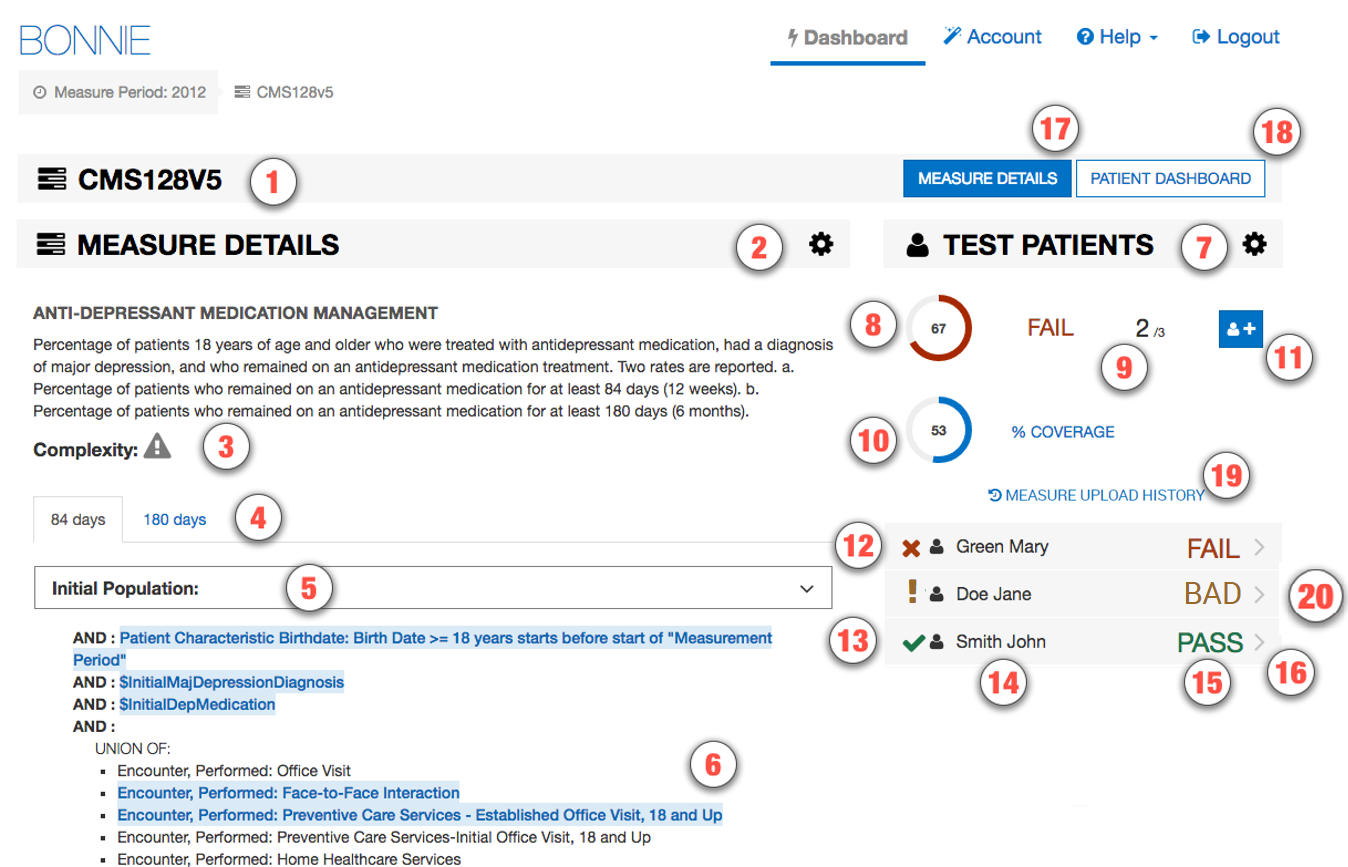 BONNIE
Dashboard
Account
Help
Logout
Measure Period: 2012
CMS128v5
17
18
CMS128V5
1
MEASURE DETAILS
PATIENT DASHBOARD
MEASURE DETAILS
2
TEST PATIENTS
7
ANTI-DEPRESSANT MEDICATION MANAGEMENT
Percentage of patients 18 years of age and older who were treated with antidepressant medication, had a diagnosis
of major depression, and who remained on an antidepressant medication treatment. Two rates are reported. a.
Percentage of patients who remained on an antidepressant medication for at least 84 days (12 weeks). b.
Percentage of patients who remained on an antidepressant medication for at least 180 days (6 months).
Complexity:
3
84 days
180 days
4
Initial Population:
5
AND : Patient Characteristic Birthdate: Birth Date >= 18 years starts before start of "Measurement
Period"
AND : $InitialMajDepressionDiagnosis
AND : $InitialDepMedication
AND :
UNION OF:
▪ Encounter, Performed: Office Visit
▪ Encounter, Performed: Face-to-Face Interaction
▪ Encounter, Performed: Preventive Care Services - Established Office Visit, 18 and Up
▪ Encounter, Performed: Preventive Care Services-Initial Office Visit, 18 and Up
▪ Encounter, Performed: Home Healthcare Services
6
8
67
FAIL
2 /3
9
11
10
53
% COVERAGE
19
MEASURE UPLOAD HISTORY
12
Green Mary
FAIL
Doe Jane
BAD
20
13
Smith John
PASS
14
15
16